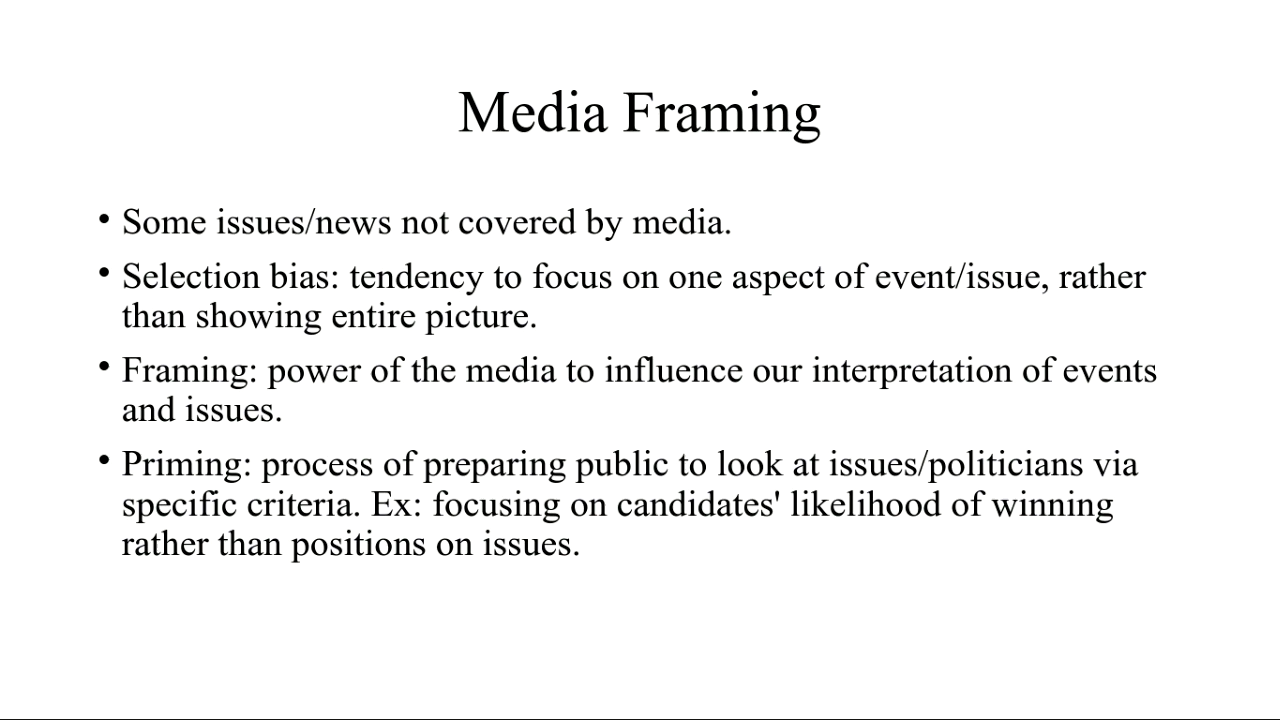 Media Framing
• Some issues/news not covered by media.
• Selection bias: tendency to focus on one aspect of event/issue, rather
than showing entire picture.
• Framing: power of the media to influence our interpretation of events
and issues.
• Priming: process of preparing public to look at issues/politicians via
specific criteria. Ex: focusing on candidates' likelihood of winning
rather than positions on issues.